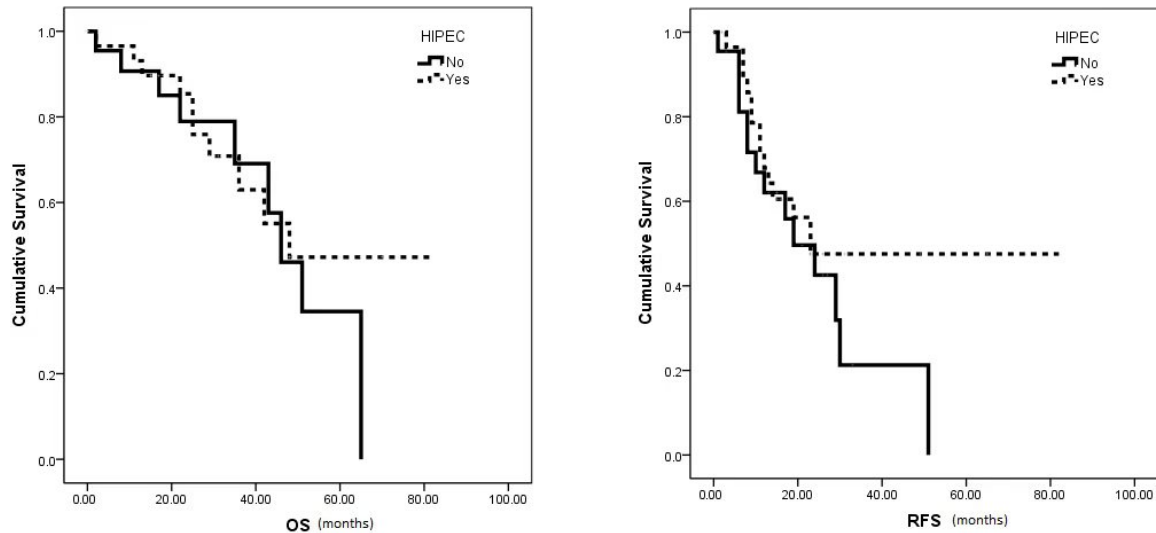 HIPEC
No
Yes
Cumulative Survival
1.0
0.8
0.6
0.4
0.2
0.0
0.00 20.00 40.00 60.00 80.00 100.00
OS (months)
HIPEC
No
Yes
Cumulative Survival
1.0
0.8
0.6
0.4
0.2
0.0
0.00 20.00 40.00 60.00 80.00 100.00
RFS (months)